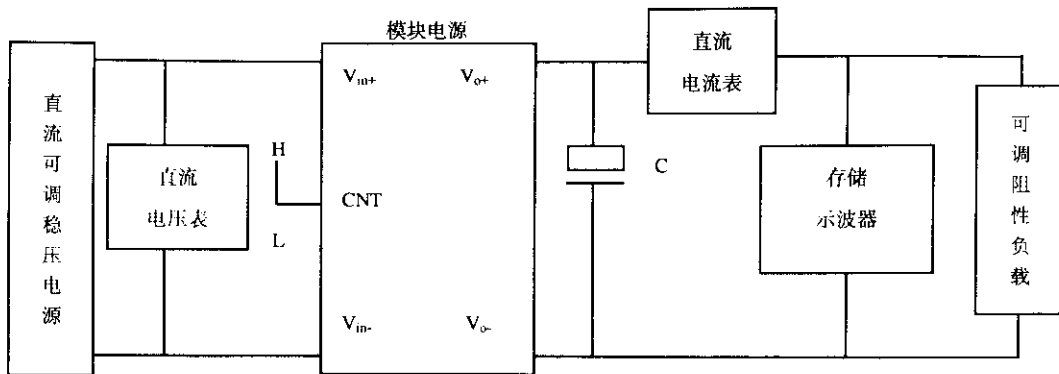 模块电源
直流可调稳压电源
直流
电压表
H
CNT
L
Vin+
Vo+
Vin-
Vo-
C
直流
电流表
存储
示波器
可调阻性负载